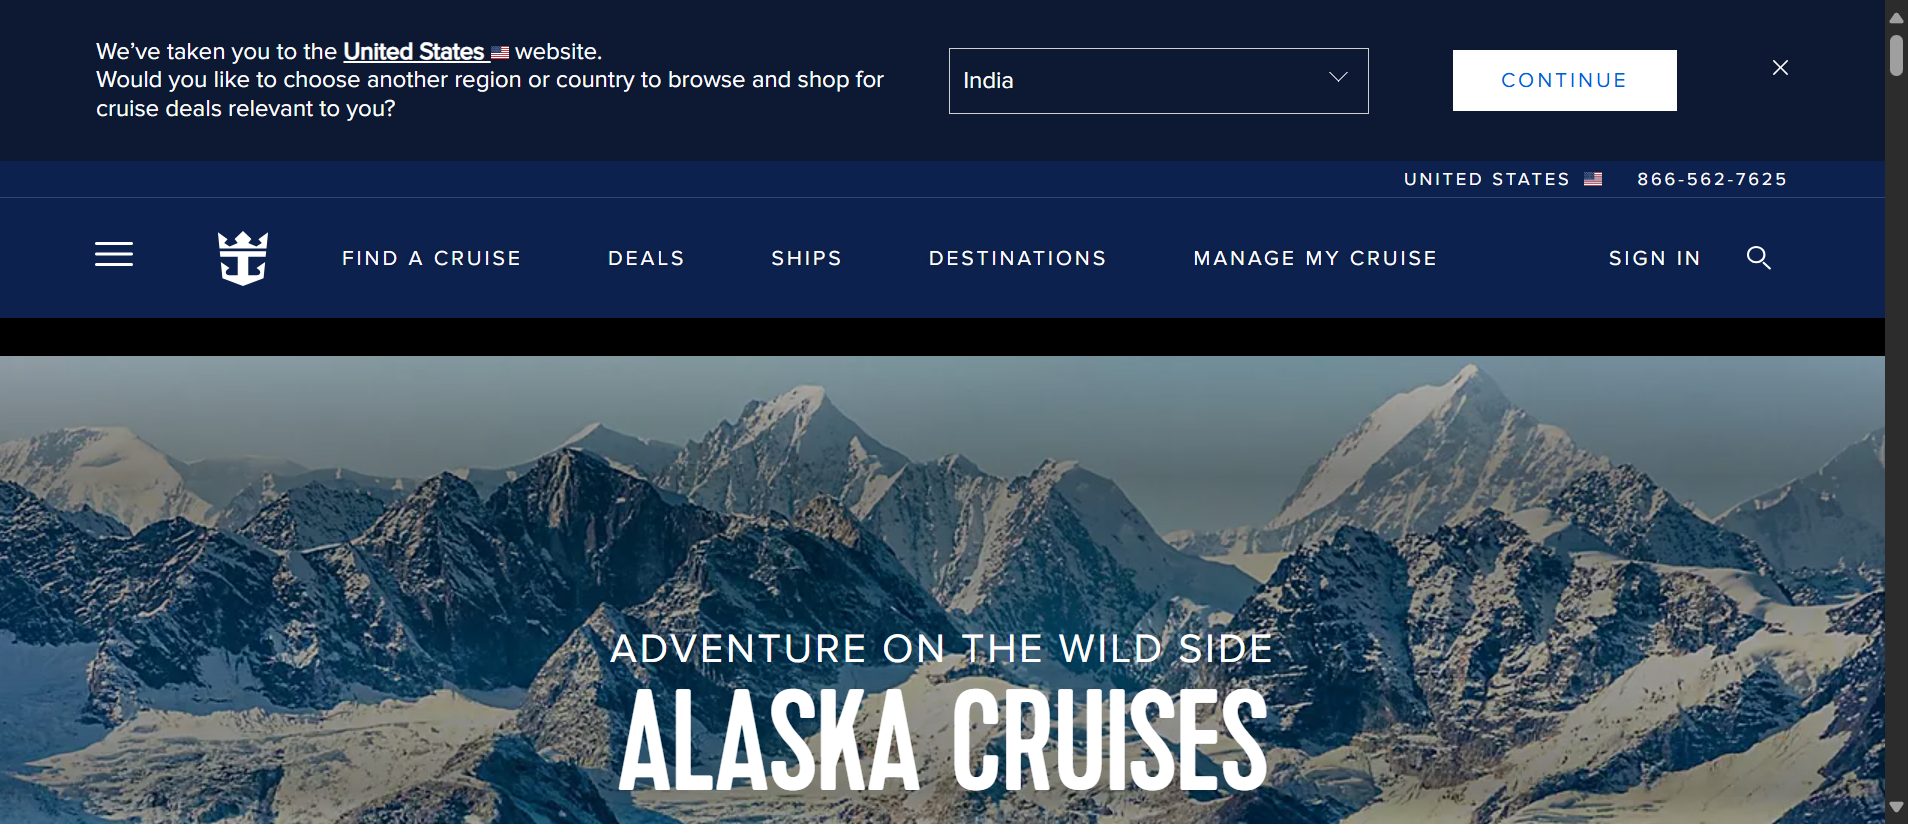 We’ve taken you to the United States website.
Would you like to choose another region or country to browse and shop for
cruise deals relevant to you?
India
CONTINUE
UNITED STATES
866-562-7625
FIND A CRUISE
DEALS
SHIPS
DESTINATIONS
MANAGE MY CRUISE
SIGN IN
ADVENTURE ON THE WILD SIDE
ALASKA CRUISES